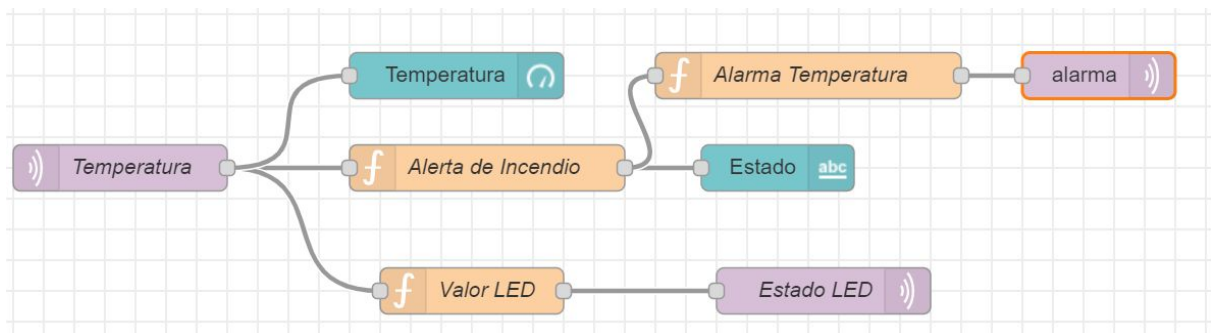 Temperatura
Alarma Temperatura
alarma
Temperatura
Alerta de Incendio
Estado
abc
Valor LED
Estado LED